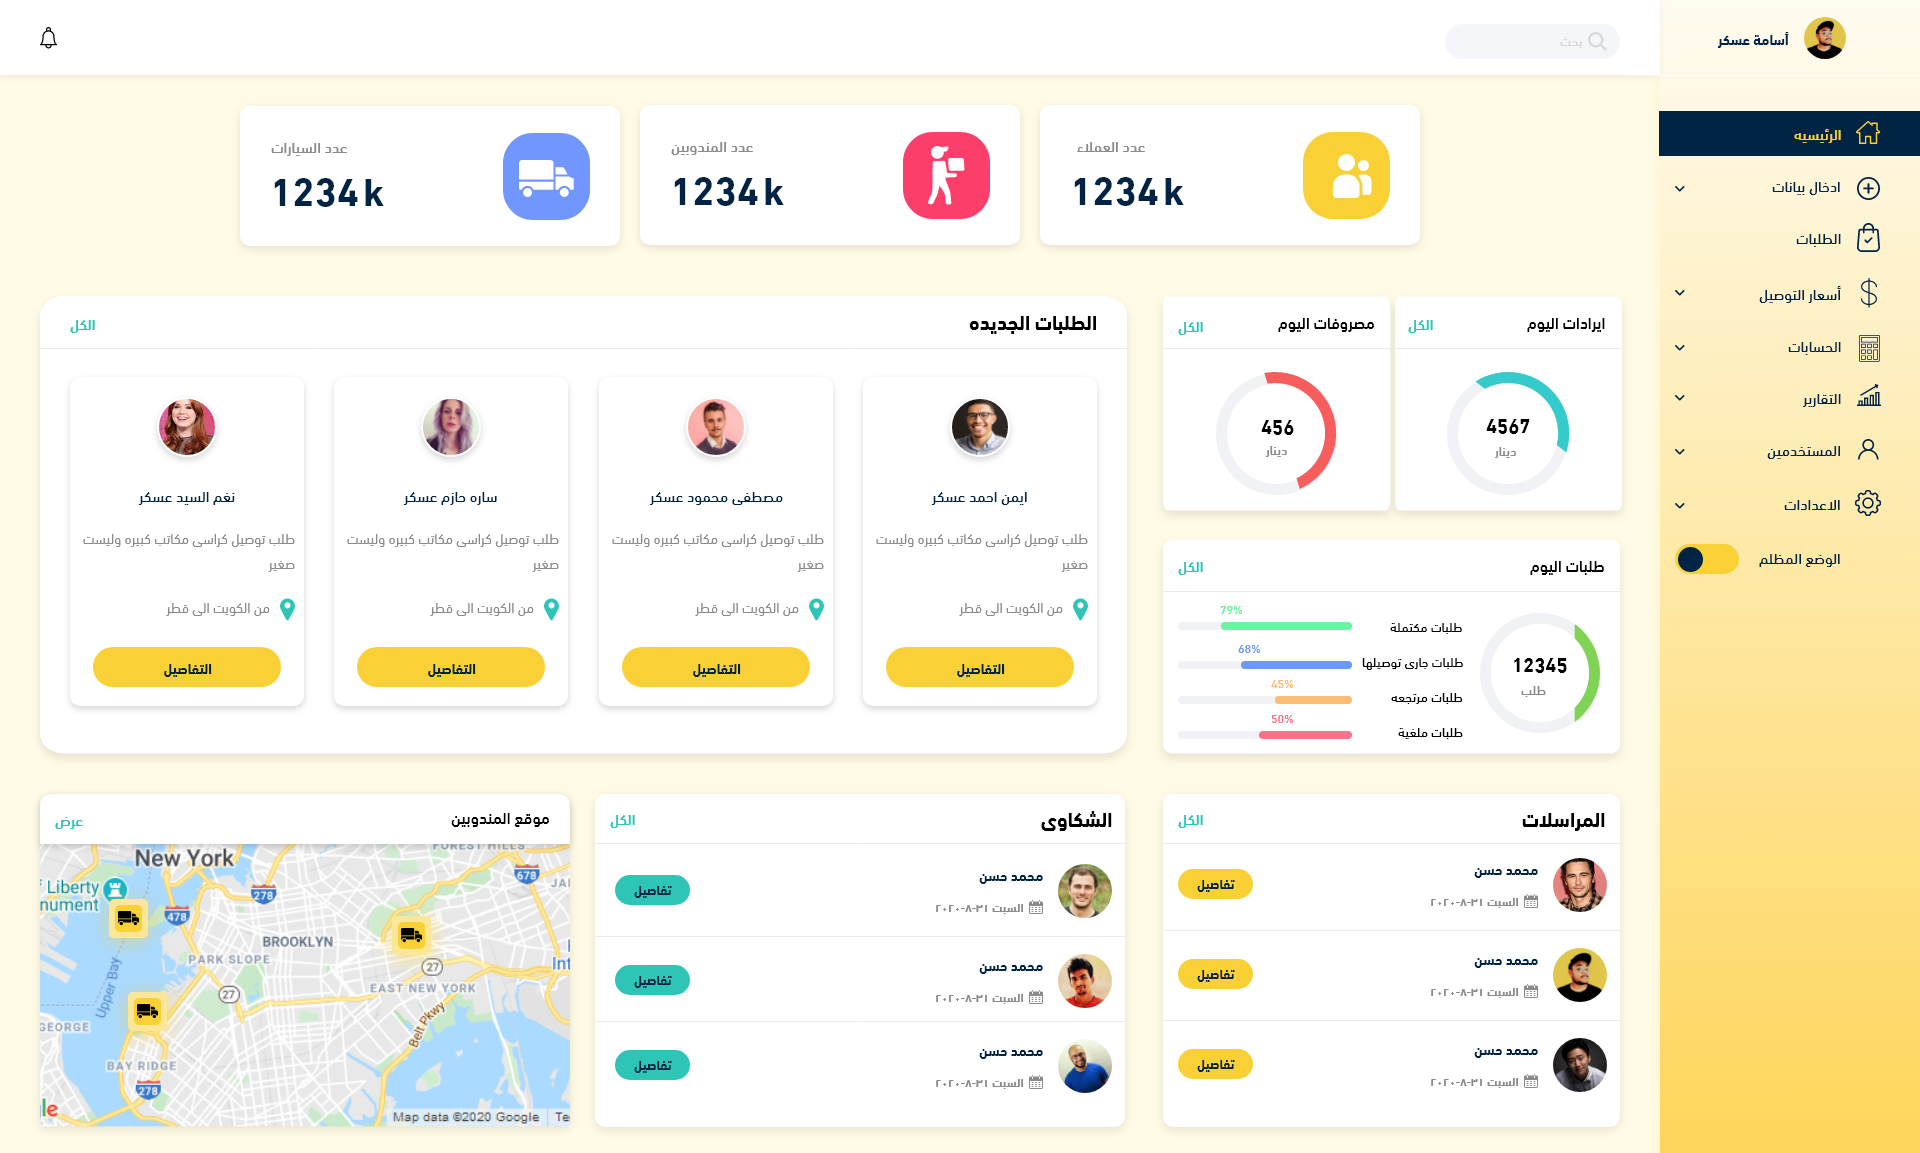 أسامة عسكر
بحث
الرئيسيه
ادخال بيانات
الطلبات
أسعار التوصيل
الحسابات
التقارير
المستخدمين
الاعدادات
الوضع المظلم
عدد العملاء
1234k
عدد المندوبين
1234k
عدد السيارات
1234k
ايرادات اليوم
الكل
4567
دينار
مصروفات اليوم
الكل
456
دينار
الطلبات الجديده
الكل
ايمن احمد عسكر
طلب توصيل كراسى مكاتب كبيره وليست
صغير
من الكويت الى قطر
التفاصيل
مصطفى محمود عسكر
طلب توصيل كراسى مكاتب كبيره وليست
صغير
من الكويت الى قطر
التفاصيل
ساره حازم عسكر
طلب توصيل كراسى مكاتب كبيره وليست
صغير
من الكويت الى قطر
التفاصيل
نغم السيد عسكر
طلب توصيل كراسى مكاتب كبيره وليست
صغير
من الكويت الى قطر
التفاصيل
طلبات اليوم
الكل
12345
طلب
طلبات مكتملة
79%
طلبات جارى توصيلها
68%
طلبات مرتجعه
45%
طلبات ملغية
50%
المراسلات
الكل
محمد حسن
السبت ٣١-٨-٢٠٢٠
تفاصيل
محمد حسن
السبت ٣١-٨-٢٠٢٠
تفاصيل
محمد حسن
السبت ٣١-٨-٢٠٢٠
تفاصيل
الشكاوى
الكل
محمد حسن
السبت ٣١-٨-٢٠٢٠
تفاصيل
محمد حسن
السبت ٣١-٨-٢٠٢٠
تفاصيل
محمد حسن
السبت ٣١-٨-٢٠٢٠
تفاصيل
موقع المندوبين
عرض
FOREST HILLS
New York
678
JA
f Liberty
nument
278
478
BROOKLYN
PARK SLOPE
27
Int
Upper Bay
27
EAST NEW YORK
Belt Pkwy
GEORGE
BAY RIDGE
278
le
Map data ©2020 Google
Te